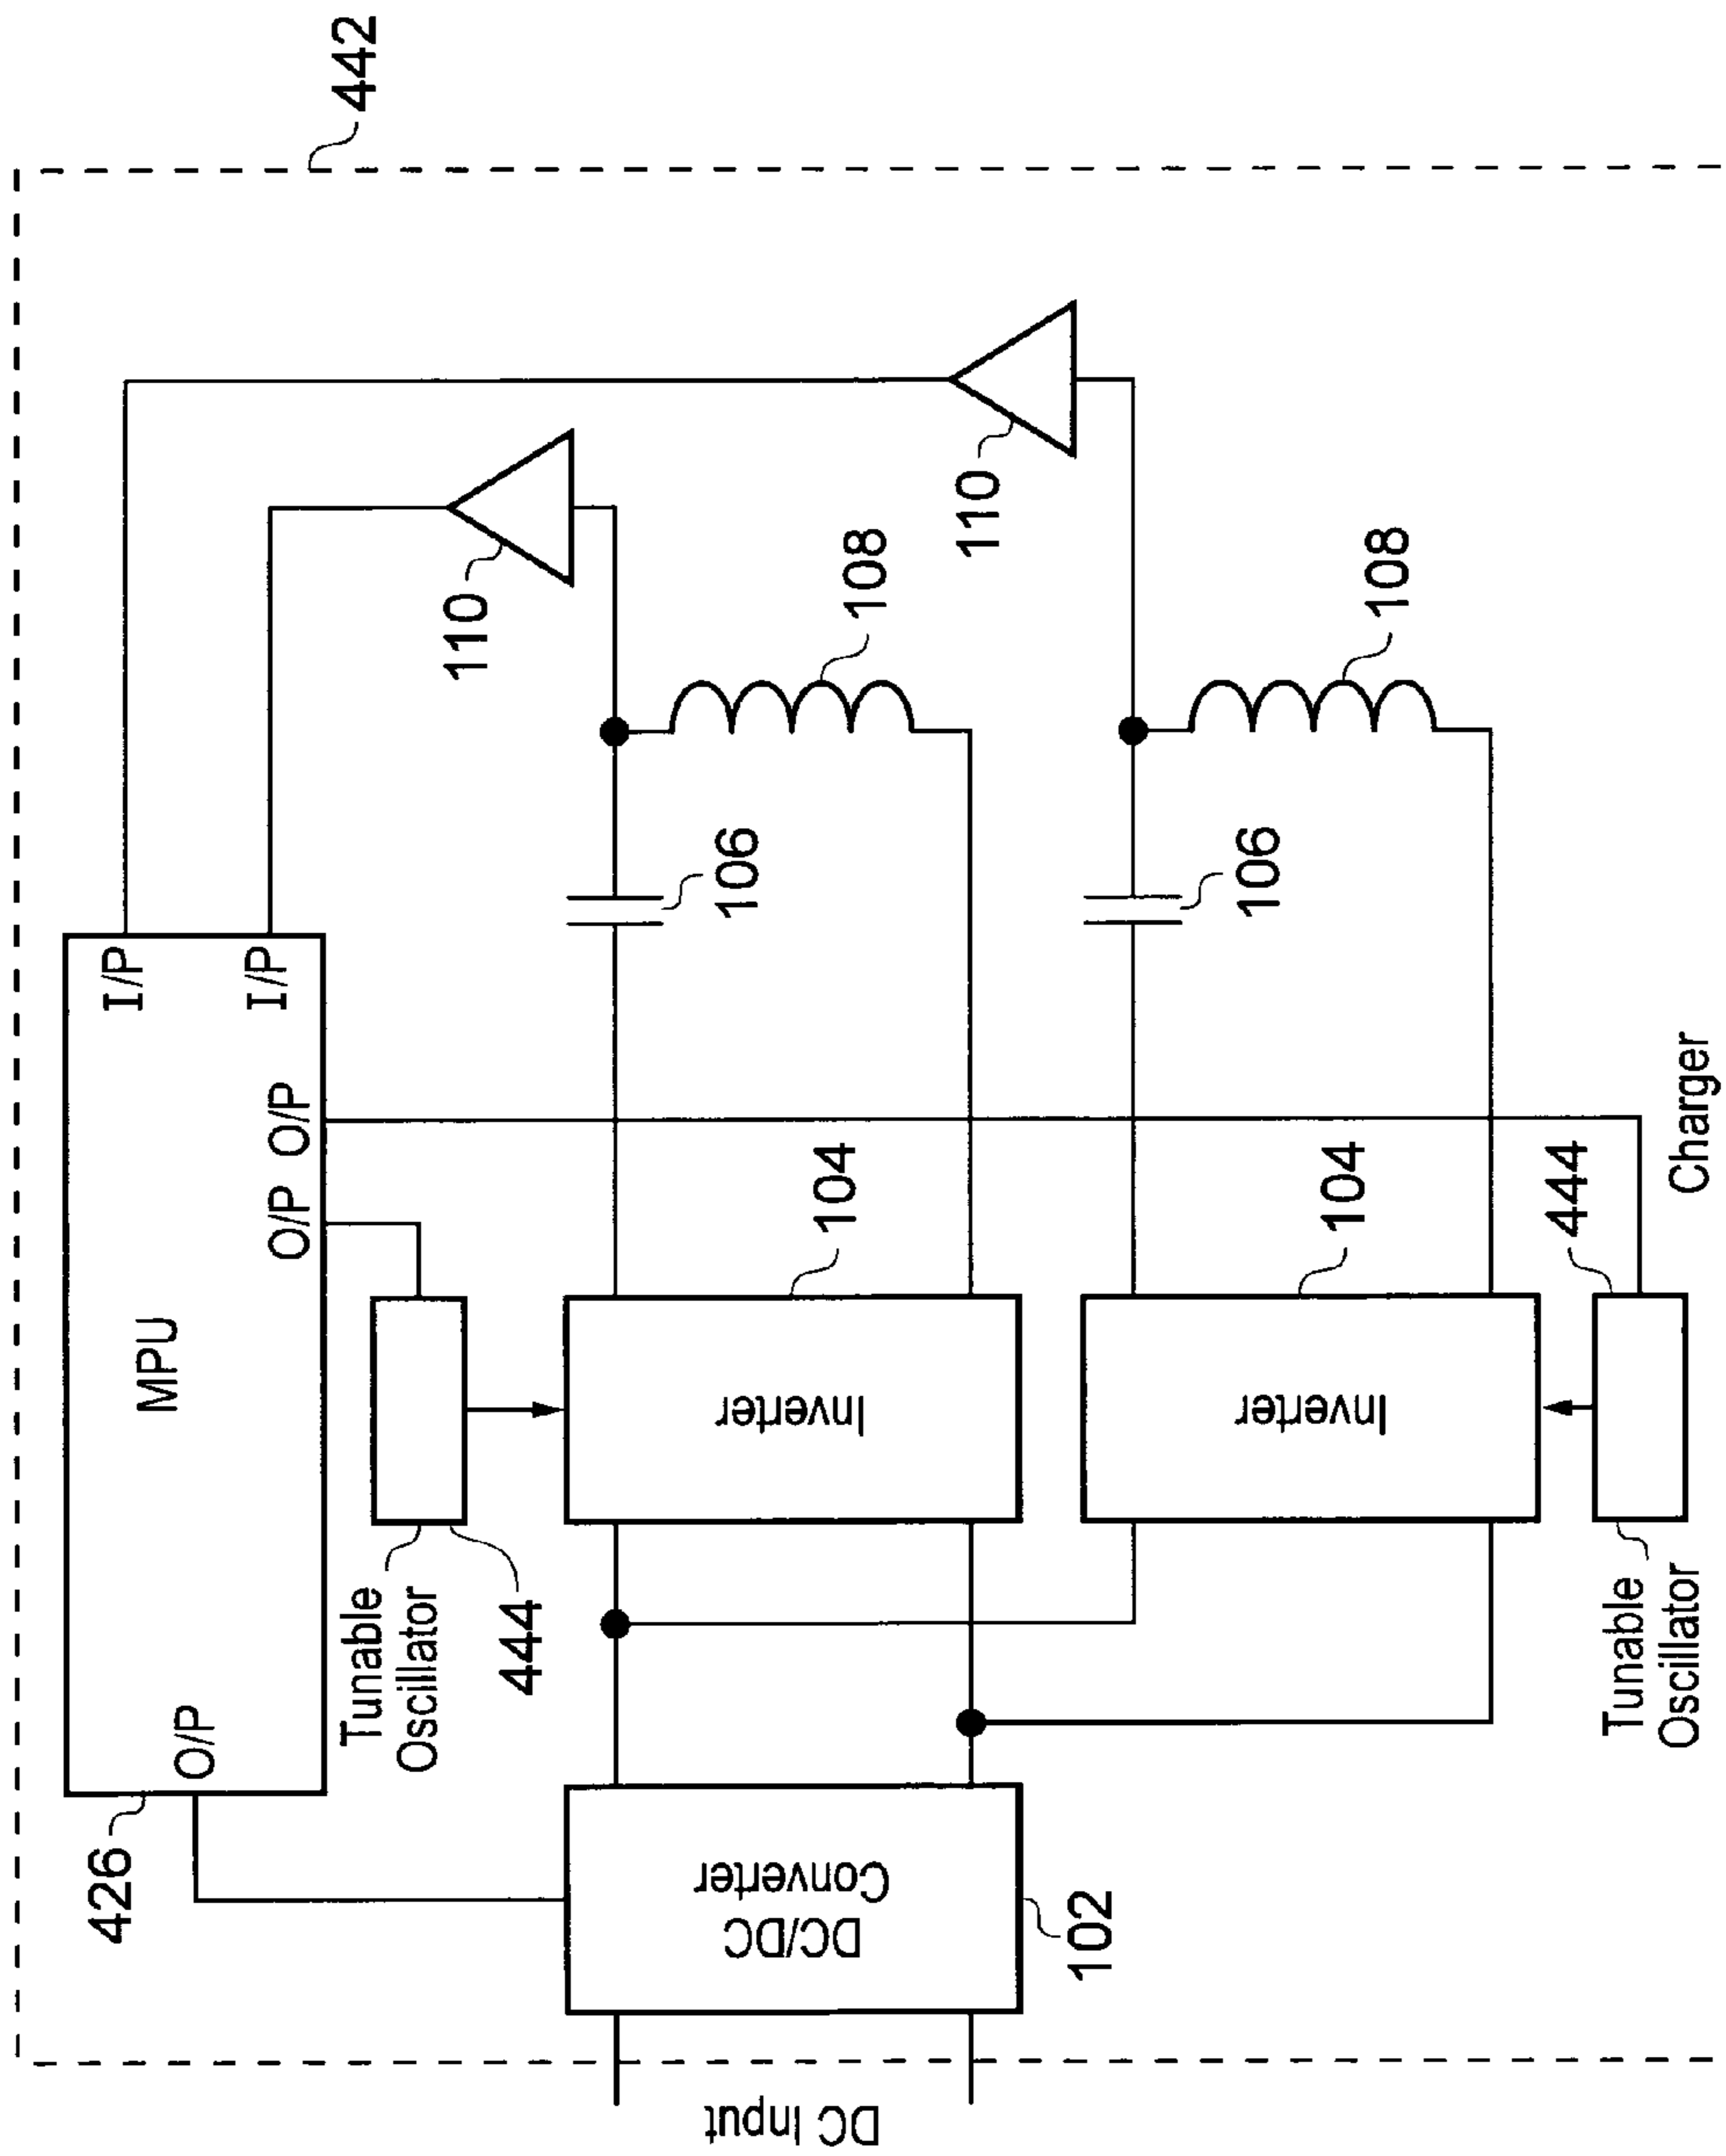 442
MPU
I/P
I/P
O/P
O/P
O/P
426
110
110
108
108
106
106
Tunable
Oscillator
444
Inverter
104
Inverter
104
444
Tunable
Oscillator
DC/DC
Converter
102
DC Input
Charger